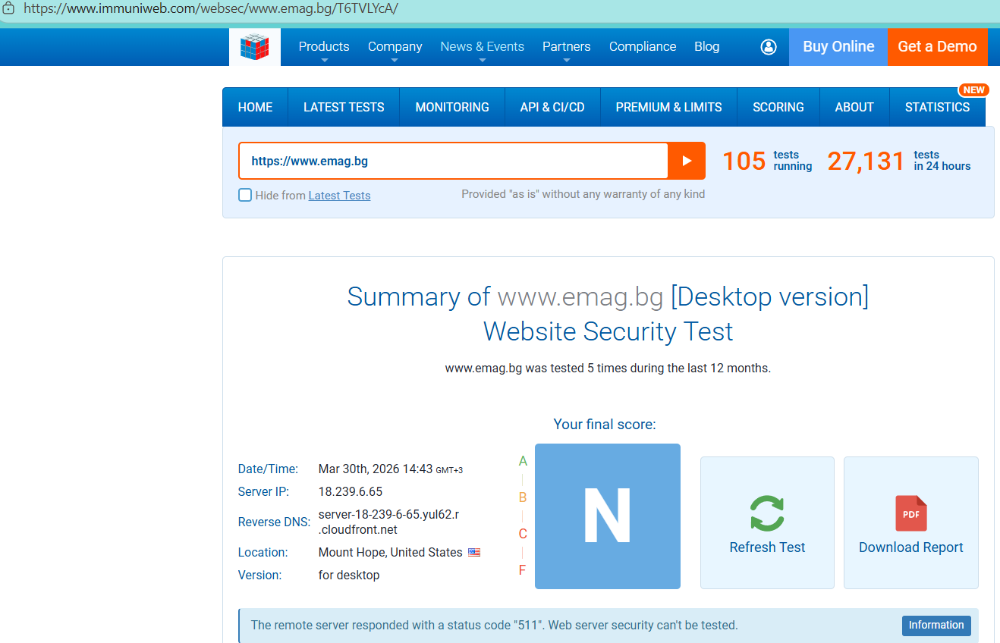 https://www.immuniweb.com/websec/www.emag.bg/T6TVLYcA/
Products Company News & Events Partners Compliance Blog Buy Online Get a Demo
NEW
HOME LATEST TESTS MONITORING API & CI/CD PREMIUM & LIMITS SCORING ABOUT STATISTICS
https://www.emag.bg
105 tests running 27,131 tests in 24 hours
Hide from Latest Tests Provided "as is" without any warranty of any kind
Summary of www.emag.bg [Desktop version]
Website Security Test
www.emag.bg was tested 5 times during the last 12 months.
Your final score:
Date/Time: Mar 30th, 2026 14:43 GMT+3
Server IP: 18.239.6.65
Reverse DNS: server-18-239-6-65.yul62.r
.cloudfront.net
Location: Mount Hope, United States
Version: for desktop
A
B
C
F
N
Refresh Test
PDF
Download Report
The remote server responded with a status code "511". Web server security can't be tested. Information